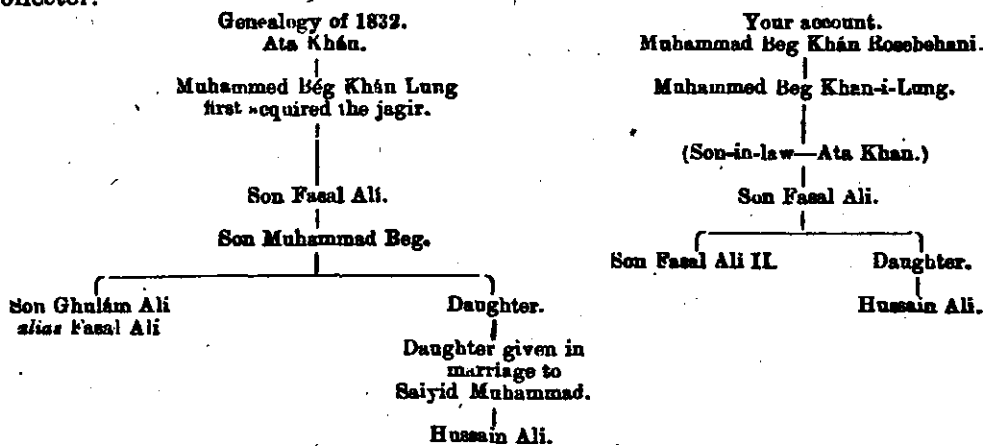 Genealogy of 1832.
Ata Khán.
Muhammed Bég Khán Lung
first acquired the jagir.
Son Fasal Ali.
Son Muhammad Beg.
Son Ghulám Ali
alias Fasal Ali
Daughter.
Daughter given in
marriage to
Saiyid Muhammad.
Hussain Ali.
Your account.
Muhammad Beg Khán Rosebehani.
Muhammed Beg Khan-i-Lung.
(Son-in-law—Ata Khan.)
Son Fasal Ali.
Son Fasal Ali II.
Daughter.
Hussain Ali.